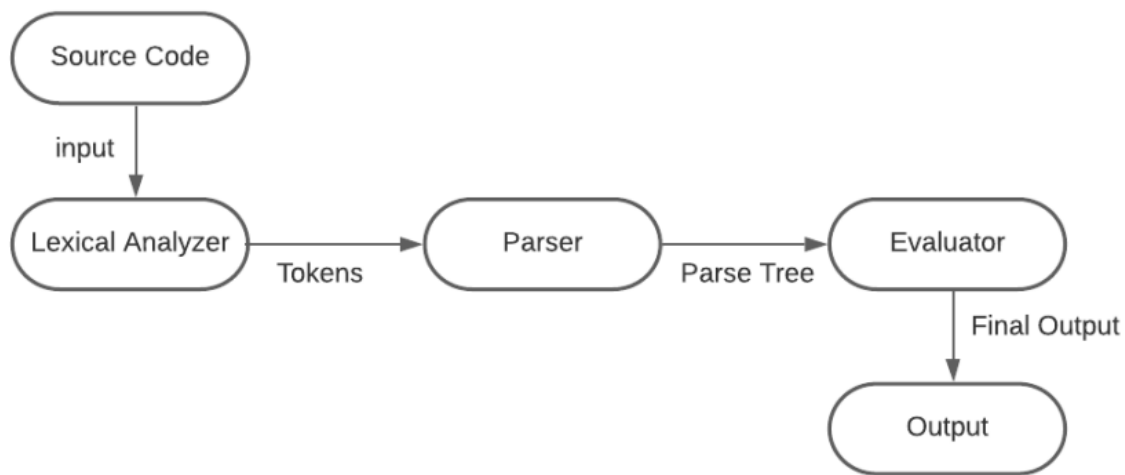 Source Code
input
Lexical Analyzer
Tokens
Parser
Parse Tree
Evaluator
Final Output
Output